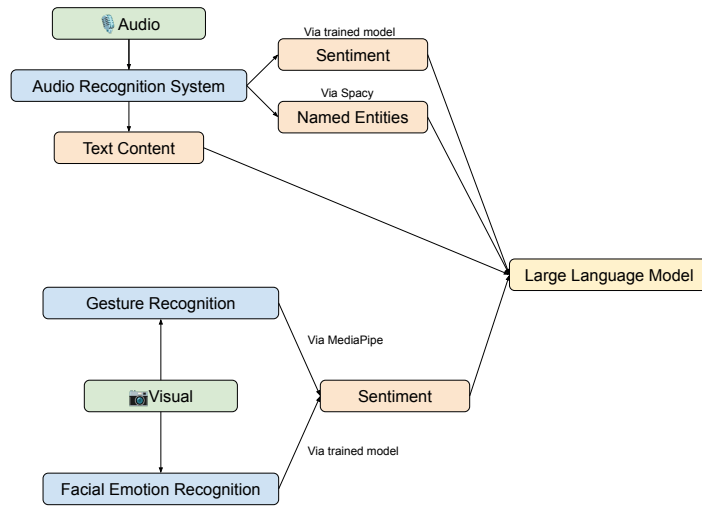 🎙️Audio
Via trained model
Sentiment
Audio Recognition System
Via Spacy
Named Entities
Text Content
Large Language Model
Gesture Recognition
Via MediaPipe
📷Visual
Sentiment
Via trained model
Facial Emotion Recognition